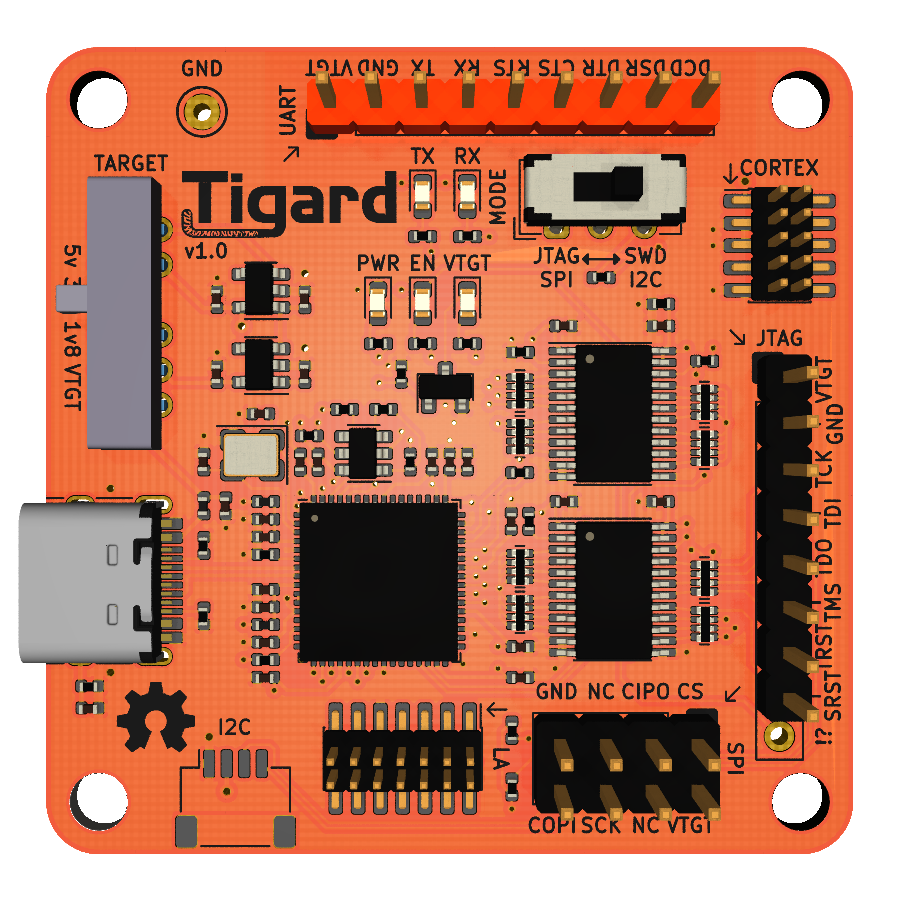 GND
VTGT GND TX RX RTS CTS DTR DSR DCD
UART
TARGET
TX RX
MODE
CORTEX
Tigard
v1.0
JTAG SWD
SPI I2C
5v
1v8 VTGT
PWR EN VTGT
JTAG
VTGT
GND
TCK
TDI
TDO
TMS
TRST
SRST
!?
GND NC CIPO CS
SPI
COPI SCK NC VTGT
I2C
LA